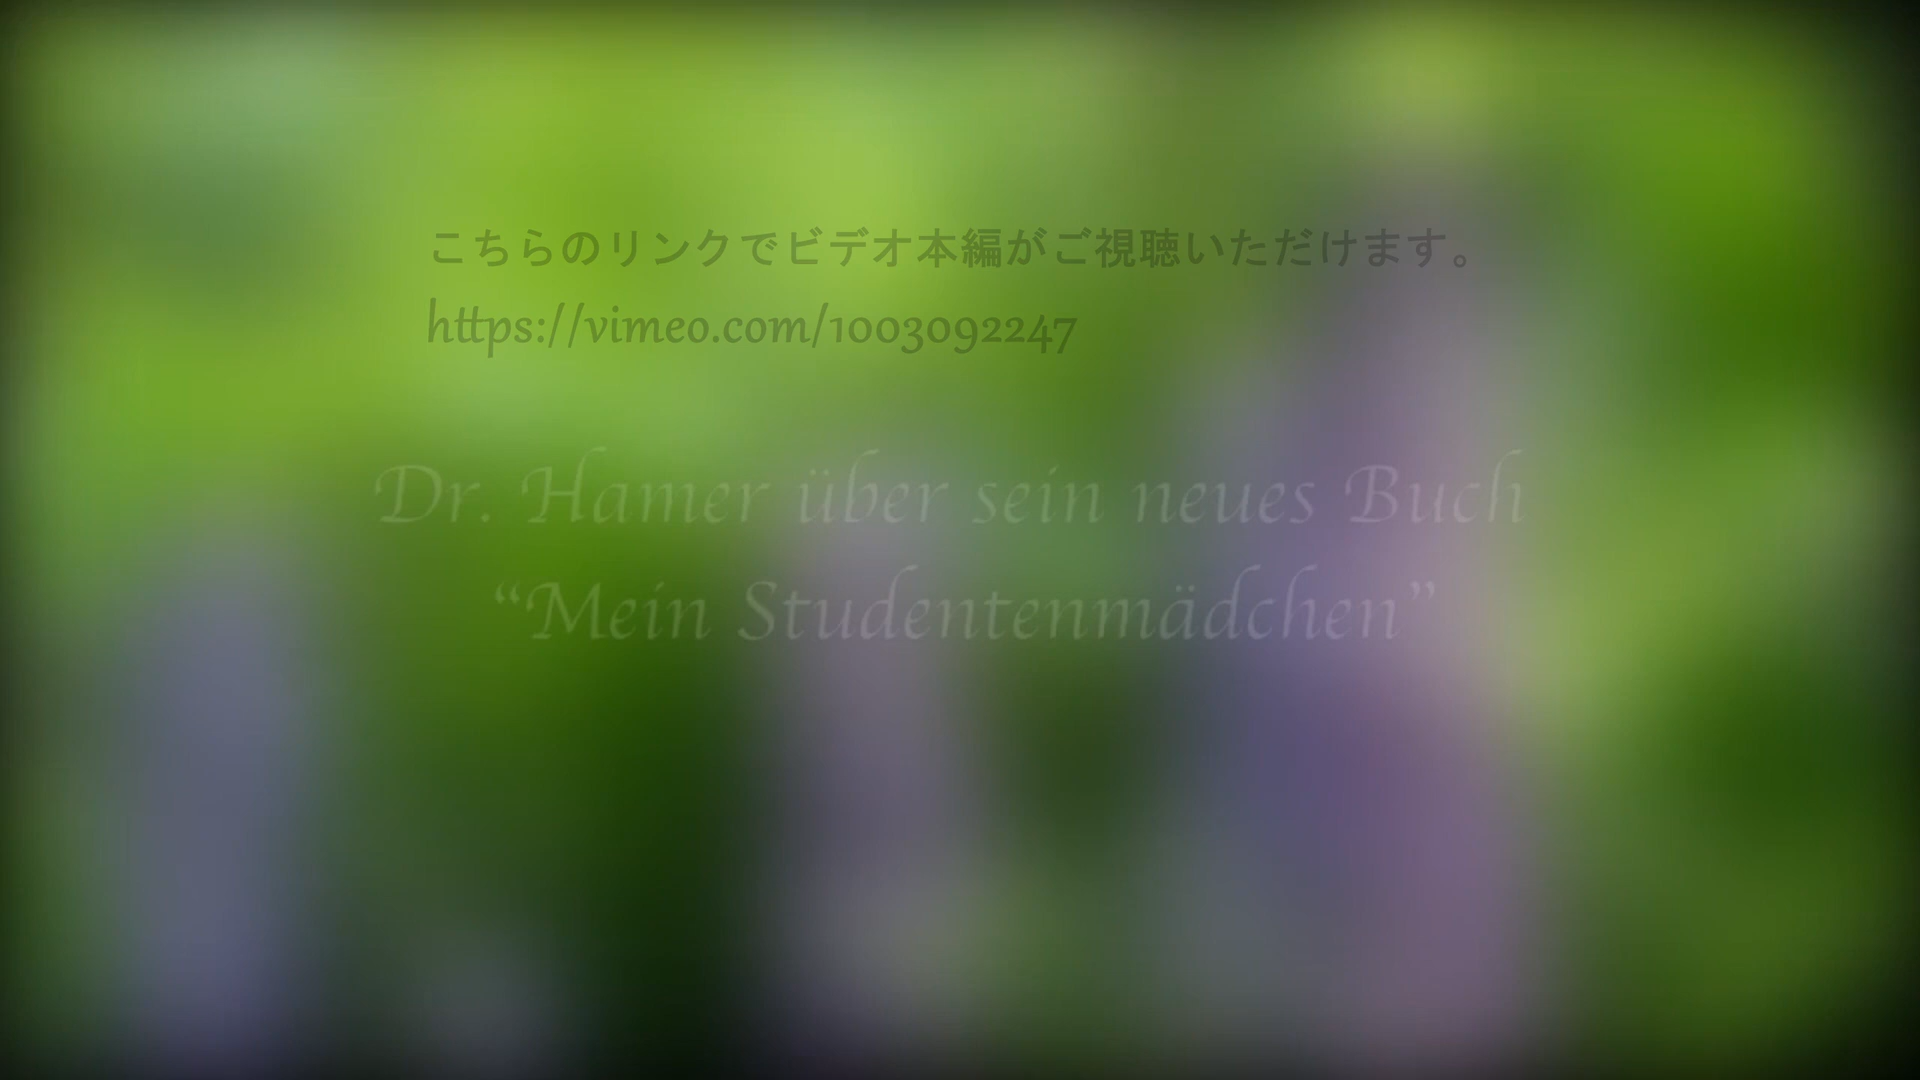 こちらのリンクでビデオ本編がご視聴いただけます。
https://vimeo.com/1003092247
Dr. Hamer über sein neues Buch
“Mein Studentenmädchen”